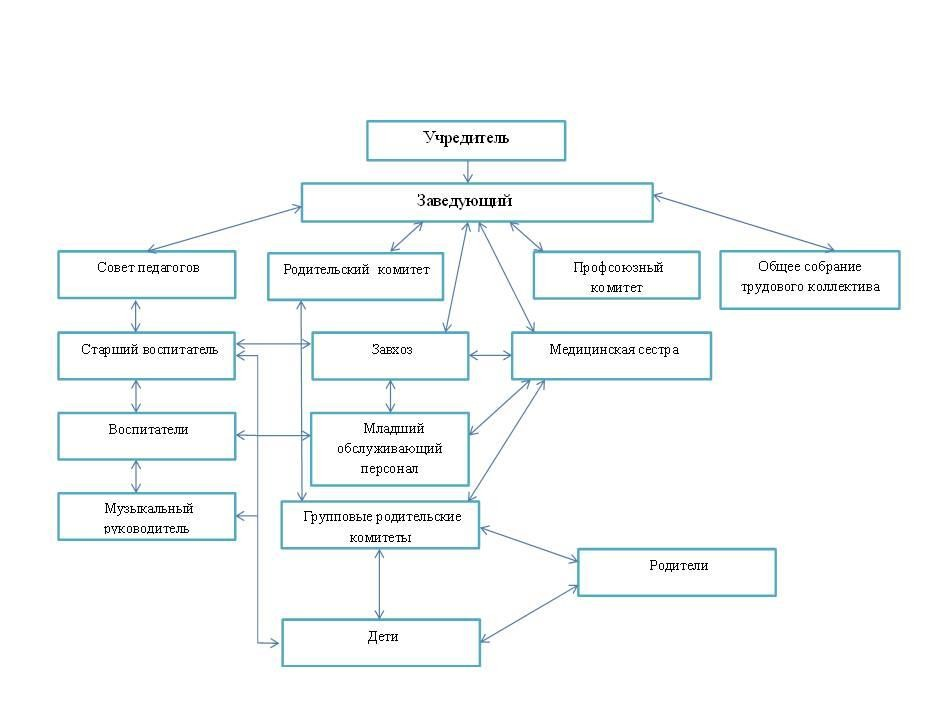 Учредитель
Заведующий
Совет педагогов
Родительский комитет
Профсоюзный
комитет
Общее собрание
трудового коллектива
Старший воспитатель
Завхоз
Медицинская сестра
Воспитатели
Младший
обслуживающий
персонал
Музыкальный
руководитель
Групповые родительские
комитеты
Родители
Дети